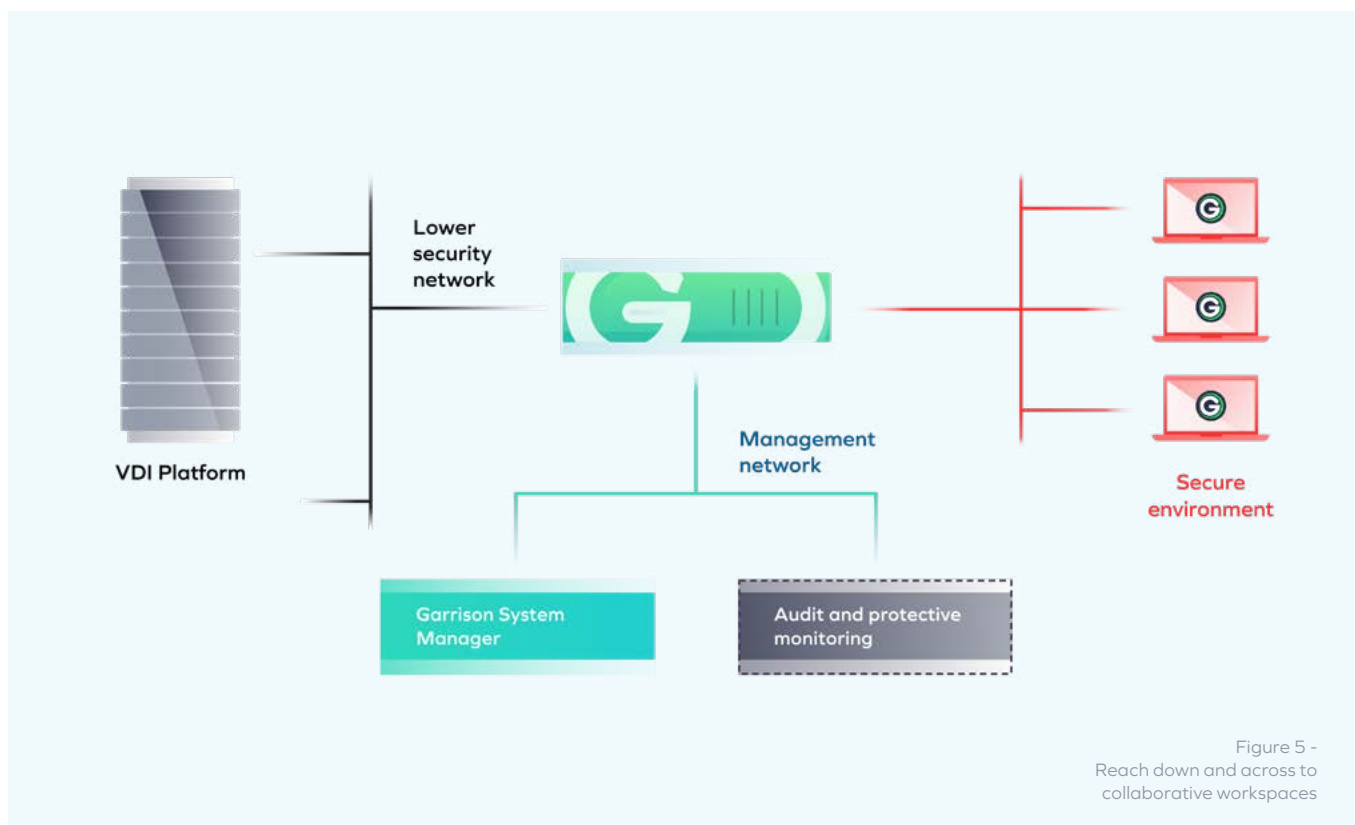 Lower
security
network
VDI Platform
Management
network
Secure
environment
Garrison System
Manager
Audit and protective
monitoring
Figure 5 -
Reach down and across to
collaborative workspaces
G
G
G
G